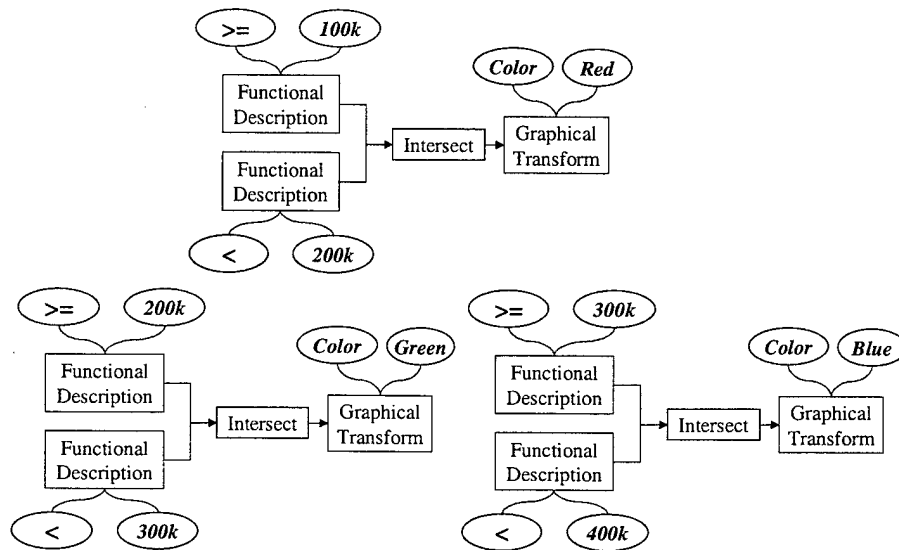 >= 100k
Functional
Description
Color Red
Intersect
Graphical
Transform
Functional
Description
< 200k
>= 200k
Functional
Description
Color Green
Intersect
Graphical
Transform
Functional
Description
< 300k
>= 300k
Functional
Description
Color Blue
Intersect
Graphical
Transform
Functional
Description
< 400k